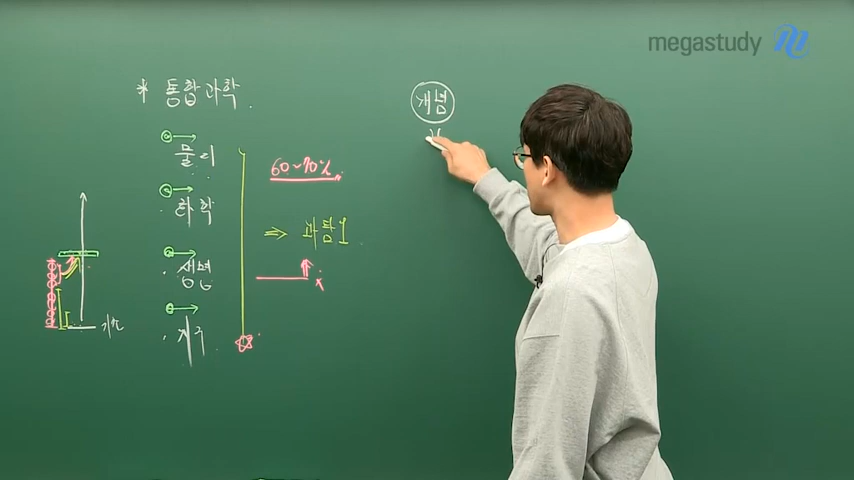 megastudy
* 통합과학
물리
화학
생명
지구
60~70%
⇒ 과탐1
개념